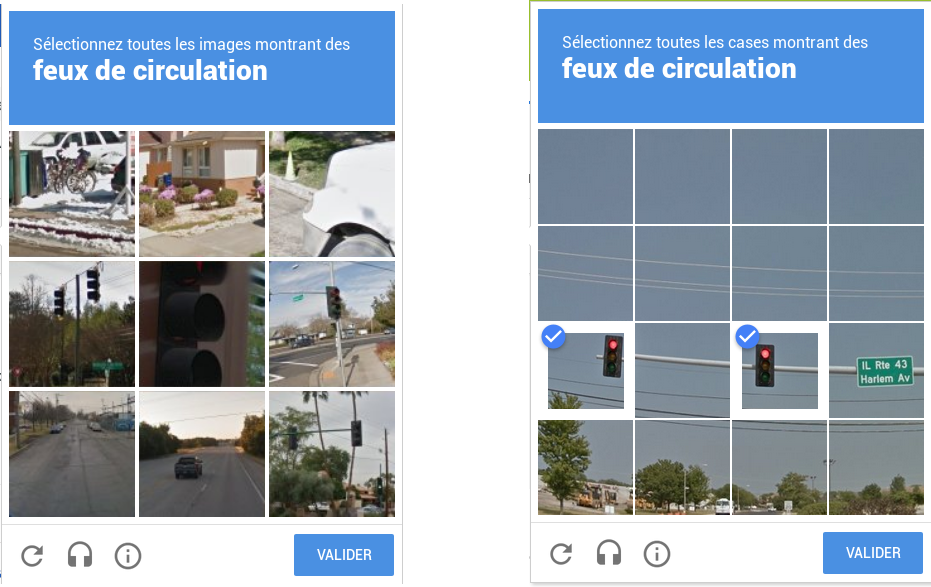 Sélectionnez toutes les images montrant des
feux de circulation
VALIDER
Sélectionnez toutes les cases montrant des
feux de circulation
IL Rte 43
Harlem Av
VALIDER